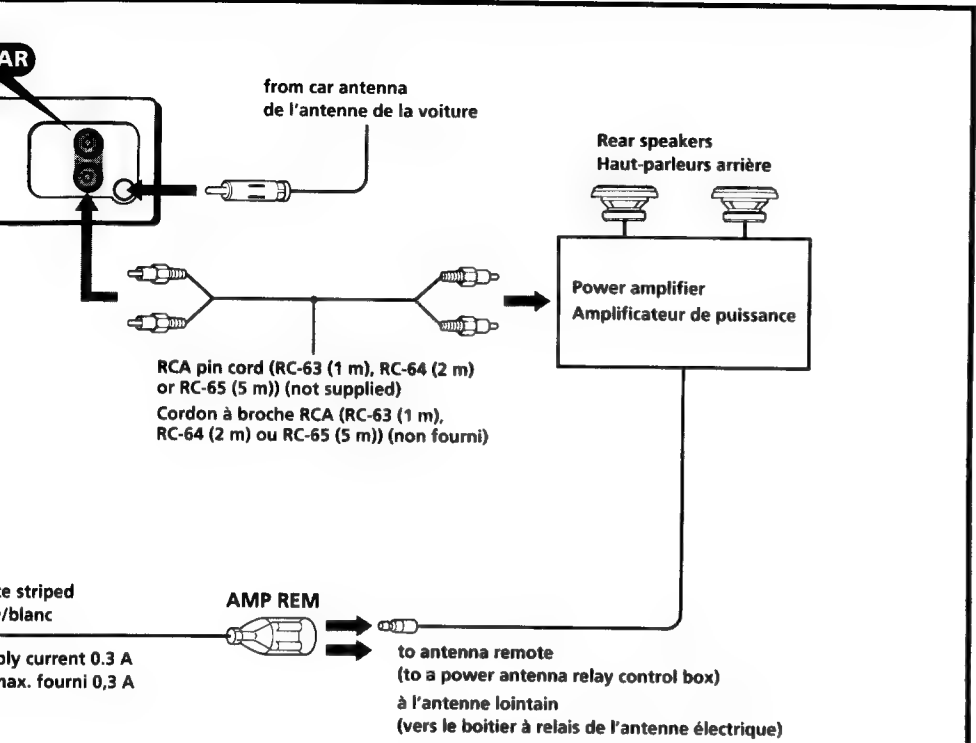 AR
from car antenna
de l'antenne de la voiture
Rear speakers
Haut-parleurs arrière
Power amplifier
Amplificateur de puissance
RCA pin cord (RC-63 (1 m), RC-64 (2 m)
or RC-65 (5 m)) (not supplied)
Cordon à broche RCA (RC-63 (1 m),
RC-64 (2 m) ou RC-65 (5 m)) (non fourni)
te striped
/blanc
AMP REM
ply current 0.3 A
max. fourni 0,3 A
to antenna remote
(to a power antenna relay control box)
à l'antenne lointain
(vers le boitier à relais de l'antenne électrique)